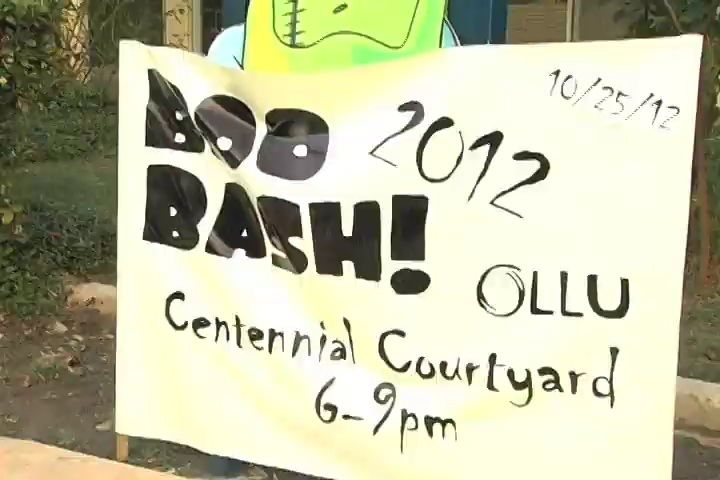 10/25/12
BOO 2012
BASH!
OLLU
Centennial Courtyard
6-9pm